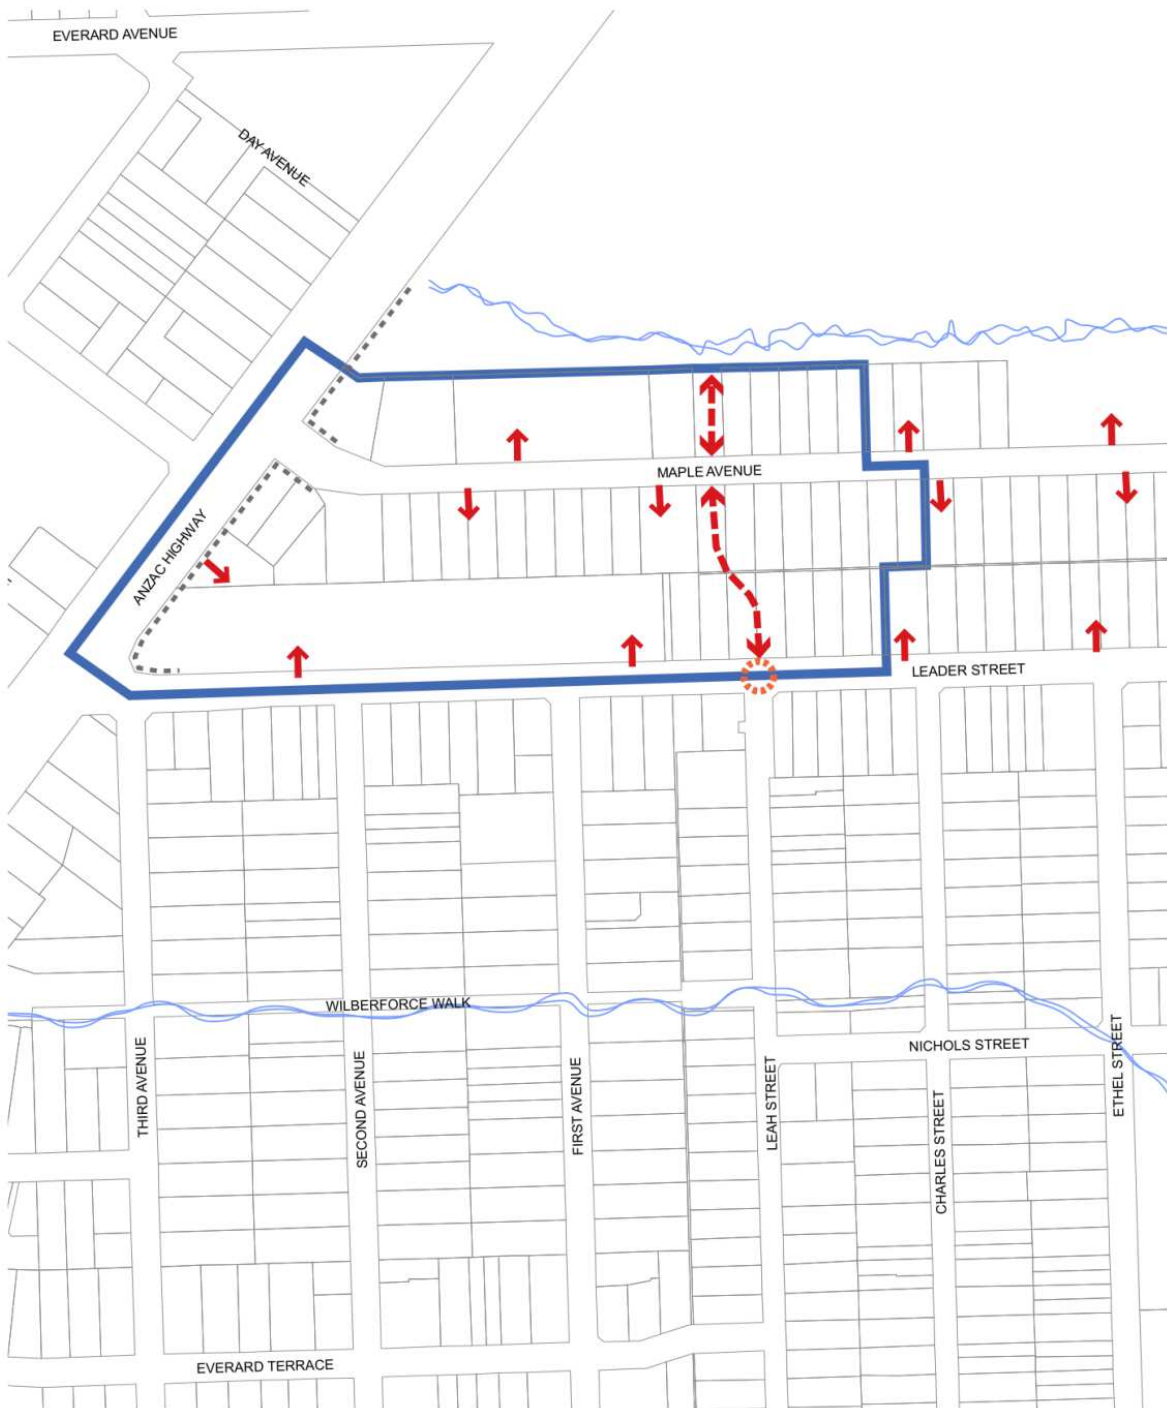 EVERARD AVENUE
DAY AVENUE
MAPLE AVENUE
ANZAC HIGHWAY
LEADER STREET
WILBERFORCE WALK
NICHOLS STREET
THIRD AVENUE
SECOND AVENUE
FIRST AVENUE
LEAH STREET
CHARLES STREET
ETHEL STREET
EVERARD TERRACE